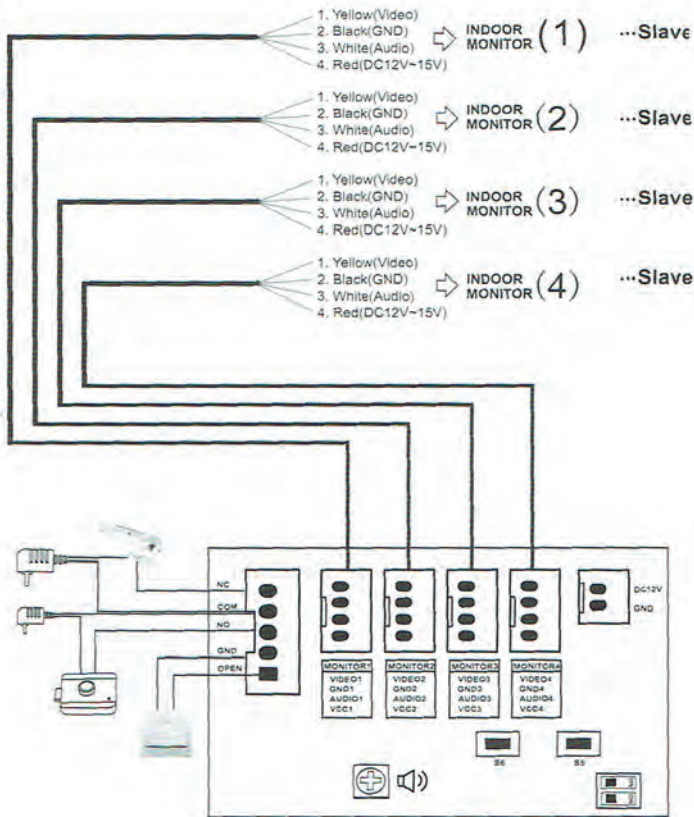 1. Yellow(Video)
2. Black(GND)
3. White(Audio)
4. Red(DC12V~15V)
INDOOR
MONITOR (1)
...Slave
1. Yellow(Video)
2. Black(GND)
3. White(Audio)
4. Red(DC12V~15V)
INDOOR
MONITOR (2)
...Slave
1. Yellow(Video)
2. Black(GND)
3. White(Audio)
4. Red(DC12V~15V)
INDOOR
MONITOR (3)
...Slave
1. Yellow(Video)
2. Black(GND)
3. White(Audio)
4. Red(DC12V~15V)
INDOOR
MONITOR (4)
...Slave
NC
COM
NO
GND
OPEN
MONITOR1
VIDEO1
GND1
AUDIO1
VCC1
MONITOR2
VIDEO2
GND2
AUDIO2
VCC2
MONITOR3
VIDEO3
GND3
AUDIO3
VCC3
MONITOR4
VIDEO4
GND4
AUDIO4
VCC4
DC12V
GND
S6
S5